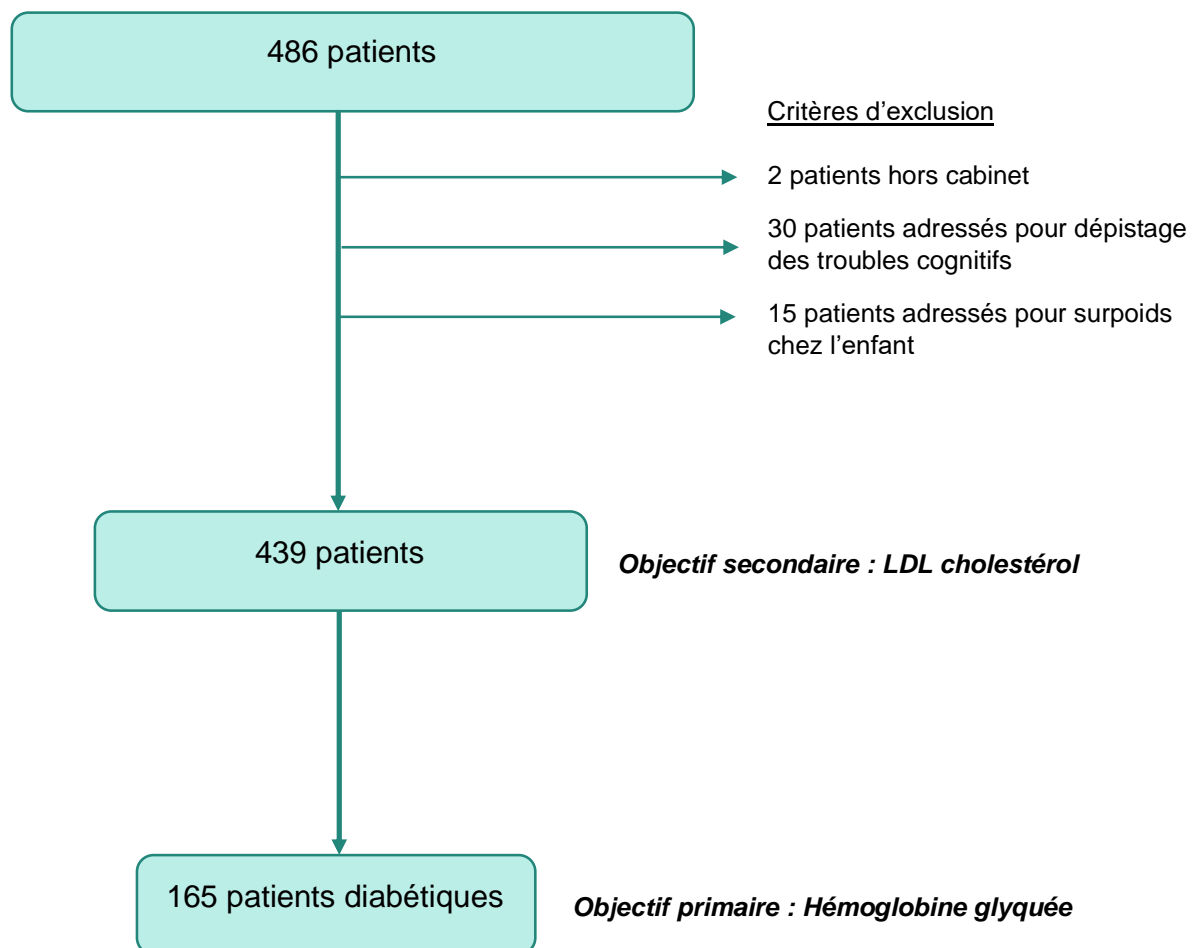 486 patients
Critères d'exclusion
2 patients hors cabinet
30 patients adressés pour dépistage
des troubles cognitifs
15 patients adressés pour surpoids
chez l'enfant
439 patients
Objectif secondaire : LDL cholestérol
165 patients diabétiques
Objectif primaire : Hémoglobine glyquée